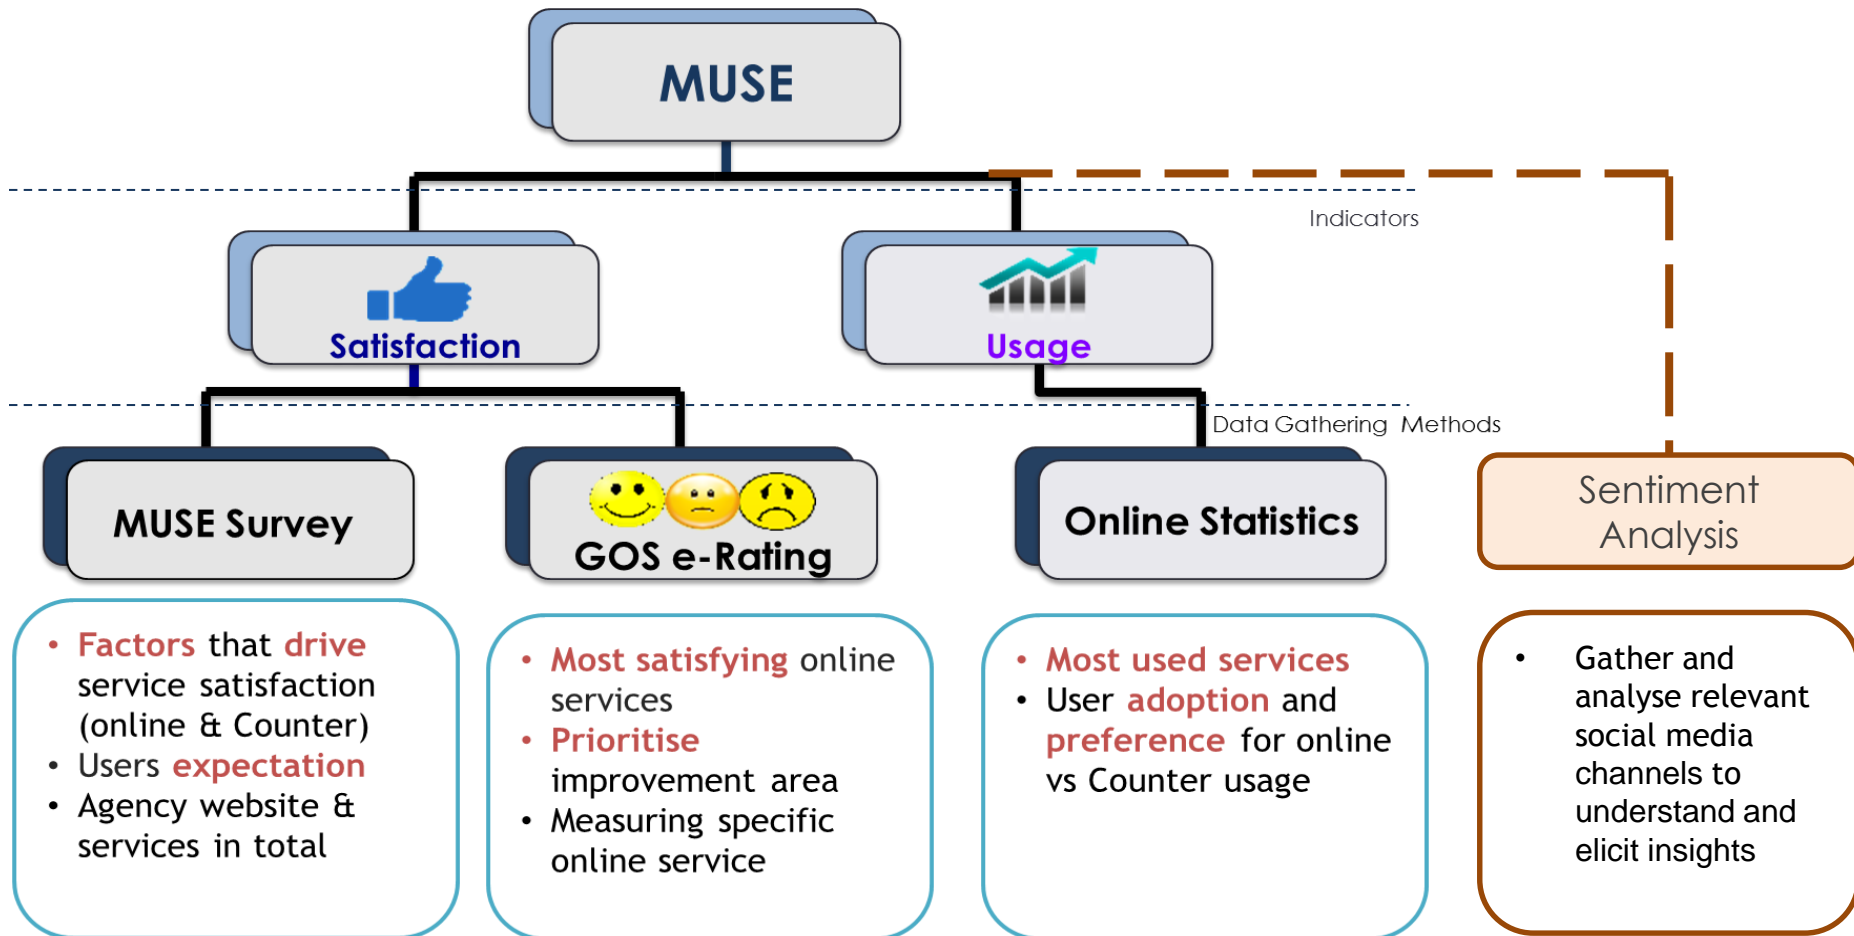 MUSE
Indicators
Satisfaction
Usage
Data Gathering Methods
MUSE Survey
GOS e-Rating
Online Statistics
Sentiment
Analysis
• Factors that drive
service satisfaction
(online & Counter)
• Users expectation
• Agency website &
services in total
• Most satisfying online
services
• Prioritise
improvement area
• Measuring specific
online service
• Most used services
• User adoption and
preference for online
vs Counter usage
• Gather and
analyse relevant
social media
channels to
understand and
elicit insights